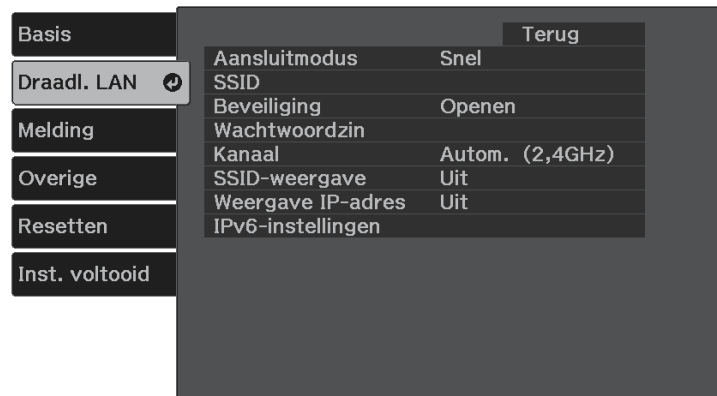 Basis
Draadl. LAN
Melding
Overige
Resetten
Inst. voltooid
Terug
Aansluitmodus Snel
SSID
Beveiliging Openen
Wachtwoordzin
Kanaal Autom. (2,4GHz)
SSID-weergave Uit
Weergave IP-adres Uit
IPv6-instellingen